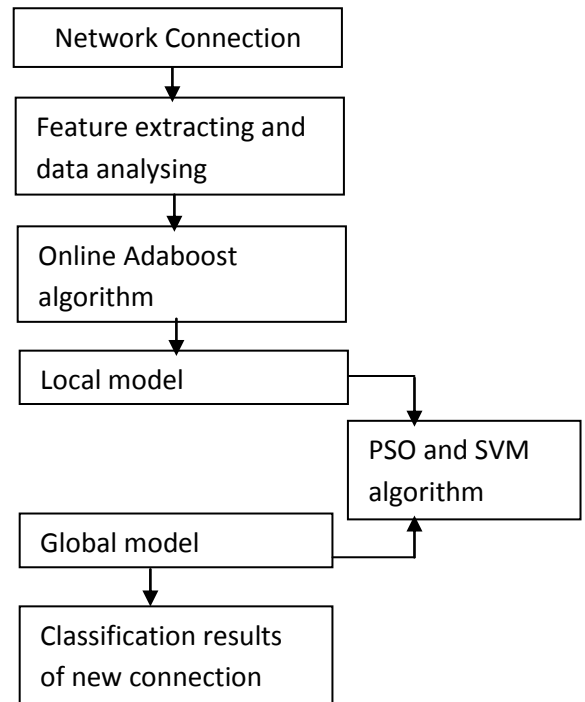 Network Connection
Feature extracting and
data analysing
Online Adaboost
algorithm
Local model
PSO and SVM
algorithm
Global model
Classification results
of new connection